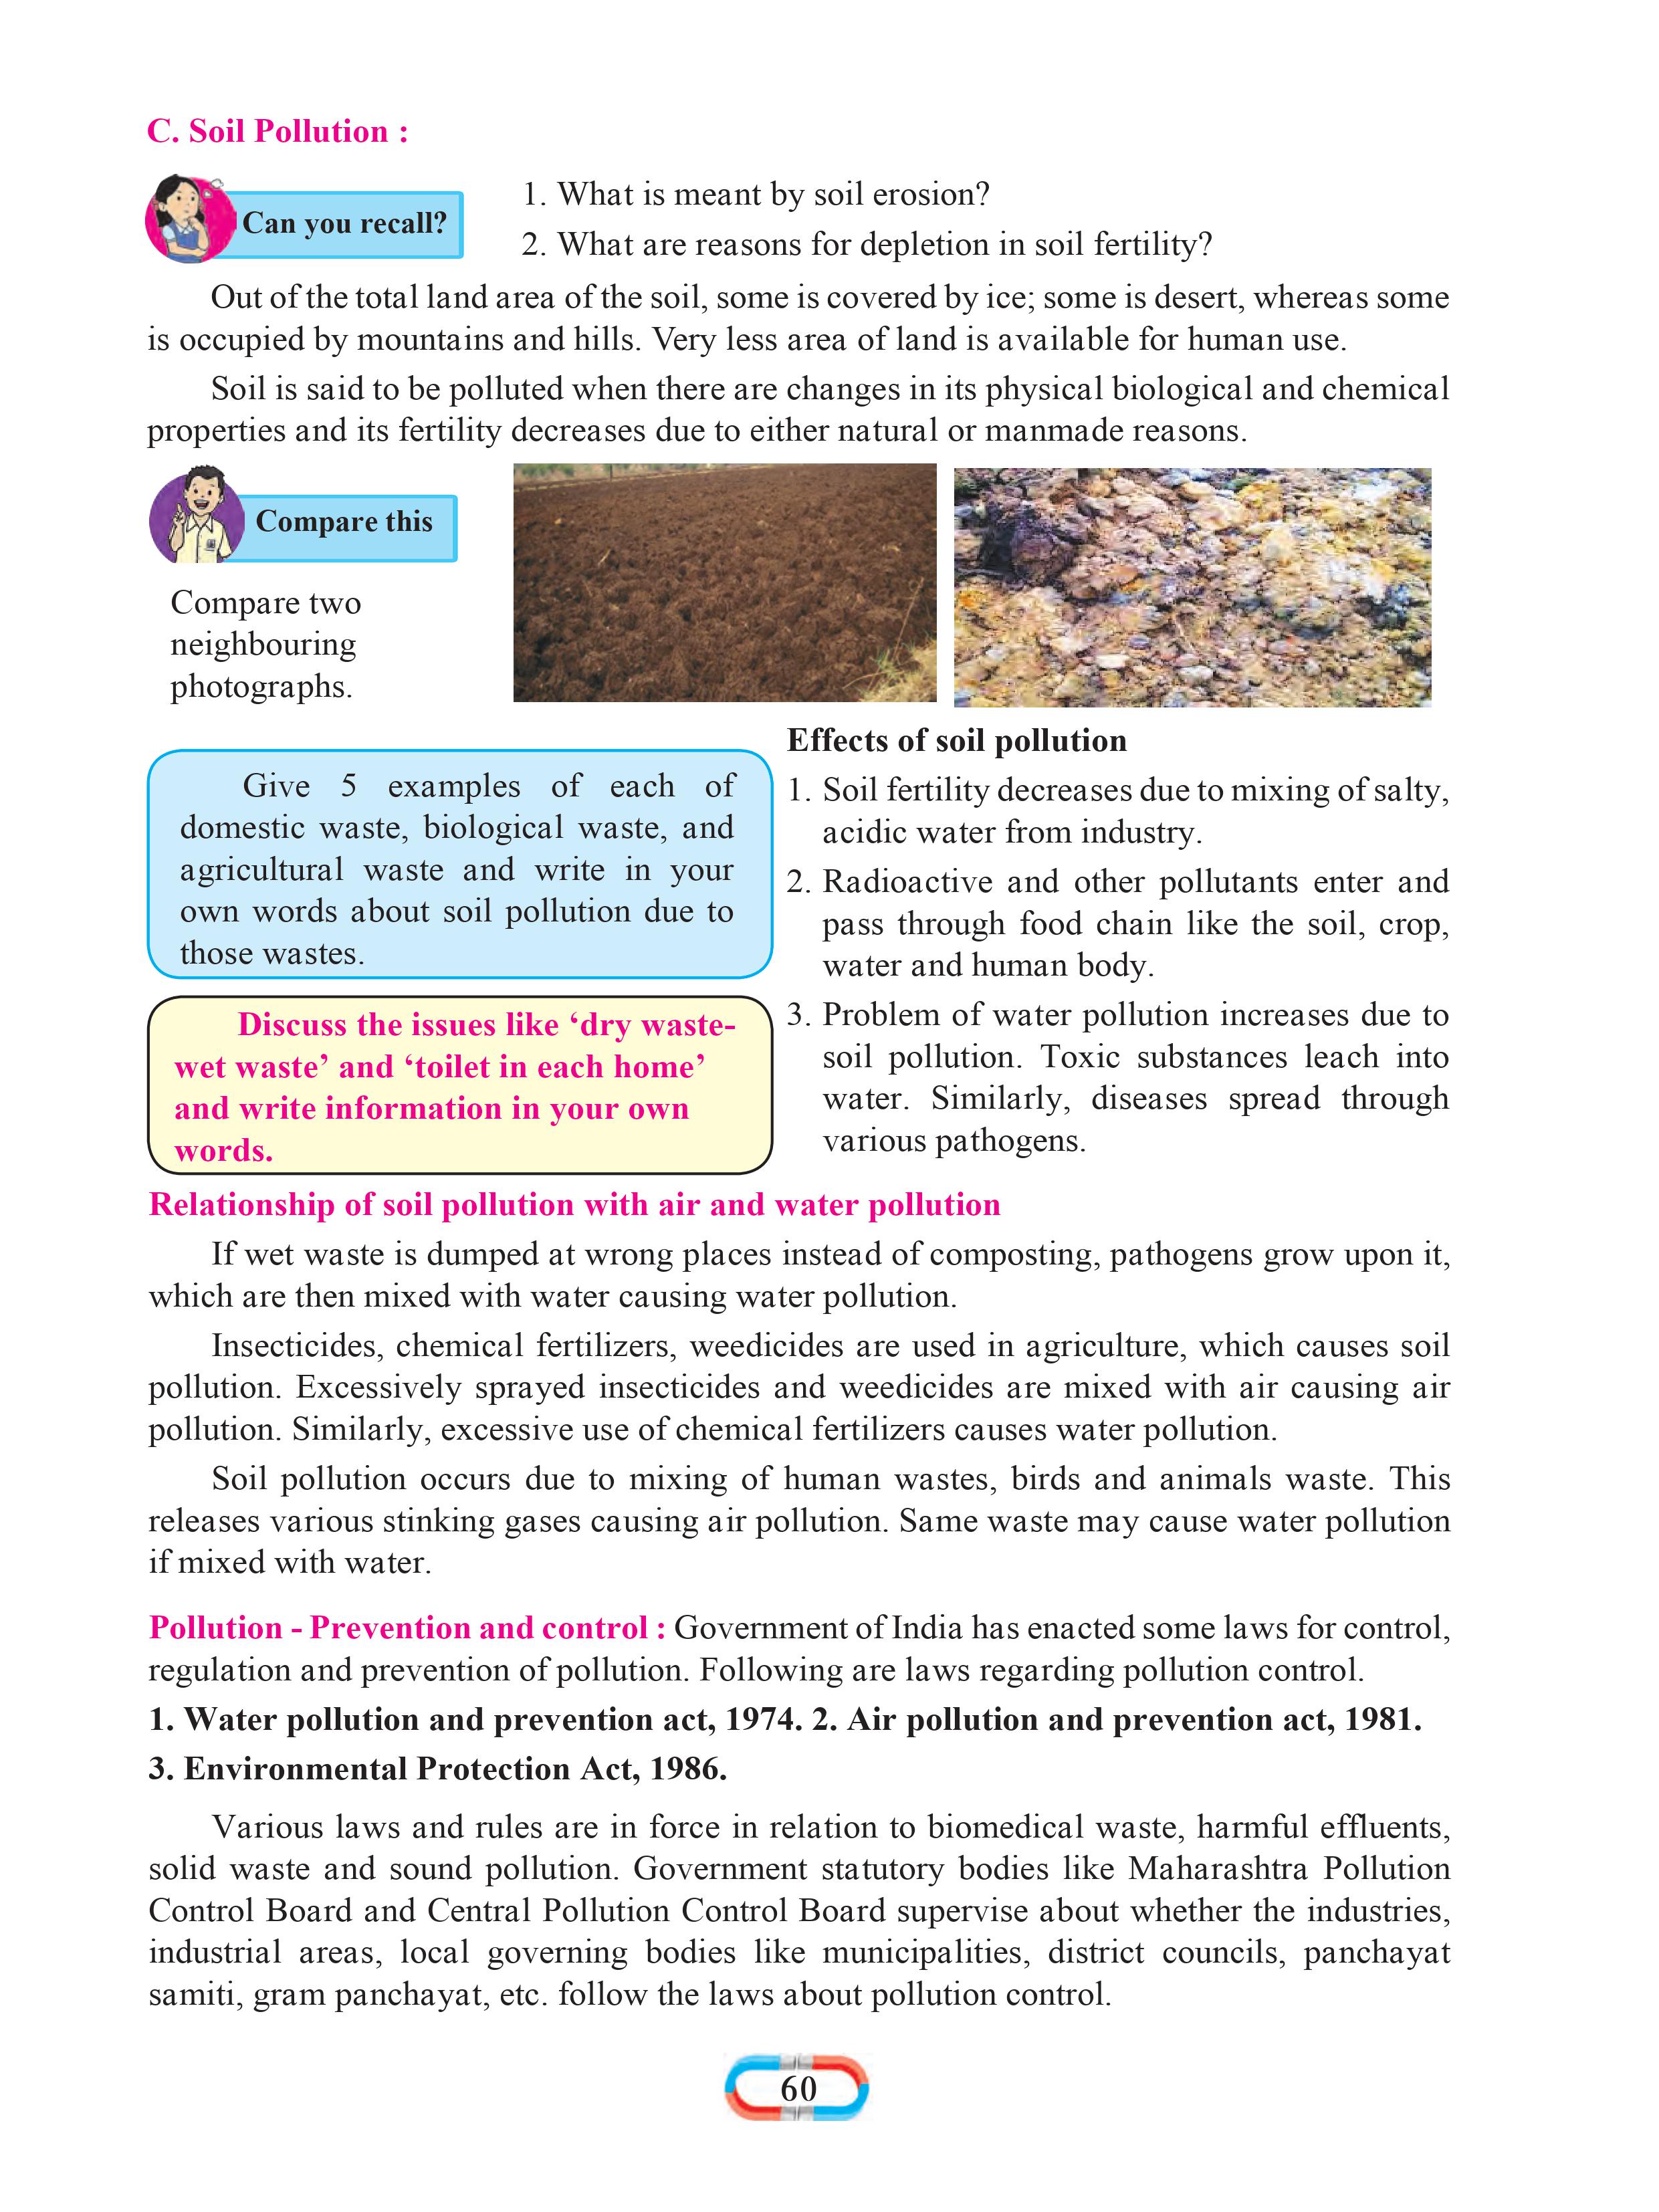 C. Soil Pollution :
Can you recall?
1. What is meant by soil erosion?
2. What are reasons for depletion in soil fertility?
Out of the total land area of the soil, some is covered by ice; some is desert, whereas some
is occupied by mountains and hills. Very less area of land is available for human use.
Soil is said to be polluted when there are changes in its physical biological and chemical
properties and its fertility decreases due to either natural or manmade reasons.
Compare this
Compare two
neighbouring
photographs.
Give 5 examples of each of
domestic waste, biological waste, and
agricultural waste and write in your
own words about soil pollution due to
those wastes.
Discuss the issues like ‘dry waste-
wet waste’ and ‘toilet in each home’
and write information in your own
words.
Effects of soil pollution
1. Soil fertility decreases due to mixing of salty,
acidic water from industry.
2. Radioactive and other pollutants enter and
pass through food chain like the soil, crop,
water and human body.
3. Problem of water pollution increases due to
soil pollution. Toxic substances leach into
water. Similarly, diseases spread through
various pathogens.
Relationship of soil pollution with air and water pollution
If wet waste is dumped at wrong places instead of composting, pathogens grow upon it,
which are then mixed with water causing water pollution.
Insecticides, chemical fertilizers, weedicides are used in agriculture, which causes soil
pollution. Excessively sprayed insecticides and weedicides are mixed with air causing air
pollution. Similarly, excessive use of chemical fertilizers causes water pollution.
Soil pollution occurs due to mixing of human wastes, birds and animals waste. This
releases various stinking gases causing air pollution. Same waste may cause water pollution
if mixed with water.
Pollution - Prevention and control : Government of India has enacted some laws for control,
regulation and prevention of pollution. Following are laws regarding pollution control.
1. Water pollution and prevention act, 1974. 2. Air pollution and prevention act, 1981.
3. Environmental Protection Act, 1986.
Various laws and rules are in force in relation to biomedical waste, harmful effluents,
solid waste and sound pollution. Government statutory bodies like Maharashtra Pollution
Control Board and Central Pollution Control Board supervise about whether the industries,
industrial areas, local governing bodies like municipalities, district councils, panchayat
samiti, gram panchayat, etc. follow the laws about pollution control.
60